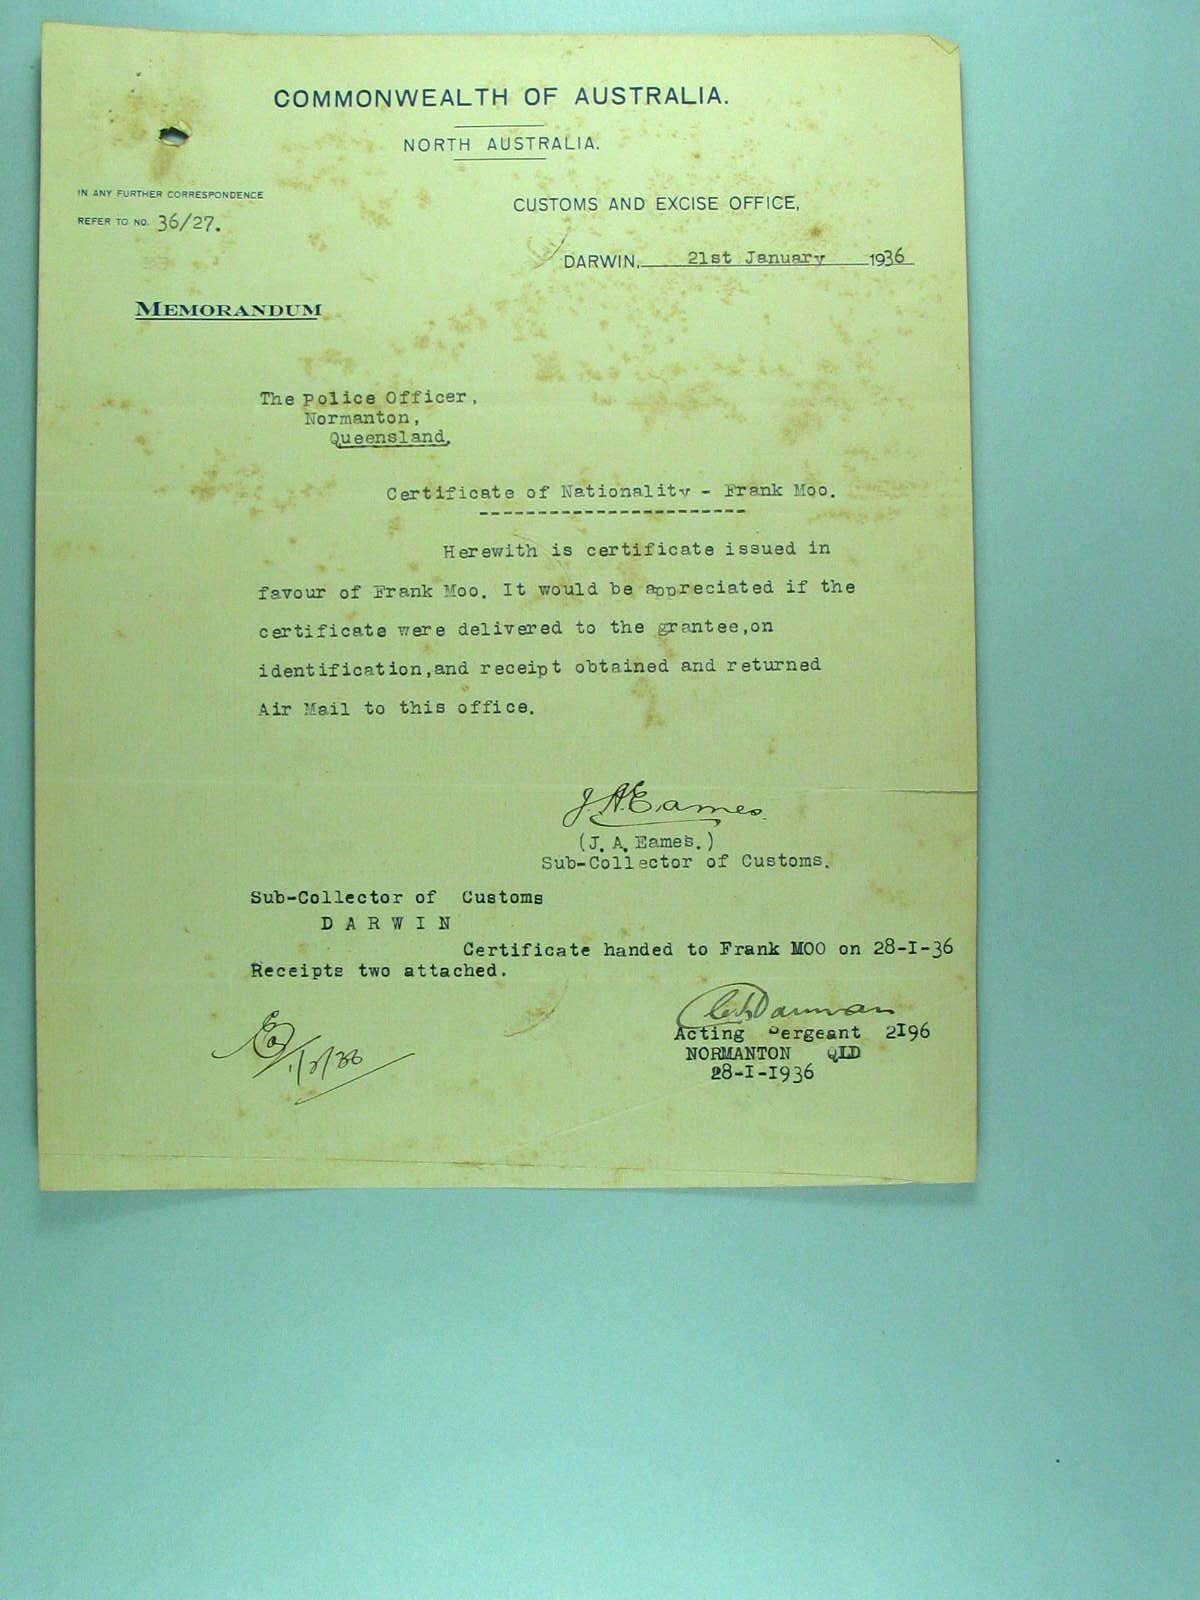 COMMONWEALTH OF AUSTRALIA.
NORTH AUSTRALIA.
IN ANY FURTHER CORRESPONDENCE
REFER TO NO. 36/27.
CUSTOMS AND EXCISE OFFICE,
DARWIN, 21st January 1936
MEMORANDUM
The Police Officer,
Normanton,
Queensland,
Certificate of Nationality - Frank Moo.
-----------------------
Herewith is certificate issued in
favour of Frank Moo. It would be appreciated if the
certificate were delivered to the grantee,on
identification,and receipt obtained and returned
Air Mail to this office.
J. A. Eames.
(J. A. Eames.)
Sub-Collector of Customs.
Sub-Collector of Customs
D A R W I N
Certificate handed to Frank MOO on 28-I-36
Receipts two attached.
Acting Sergeant 2I96
NORMANTON QLD
28-I-I936